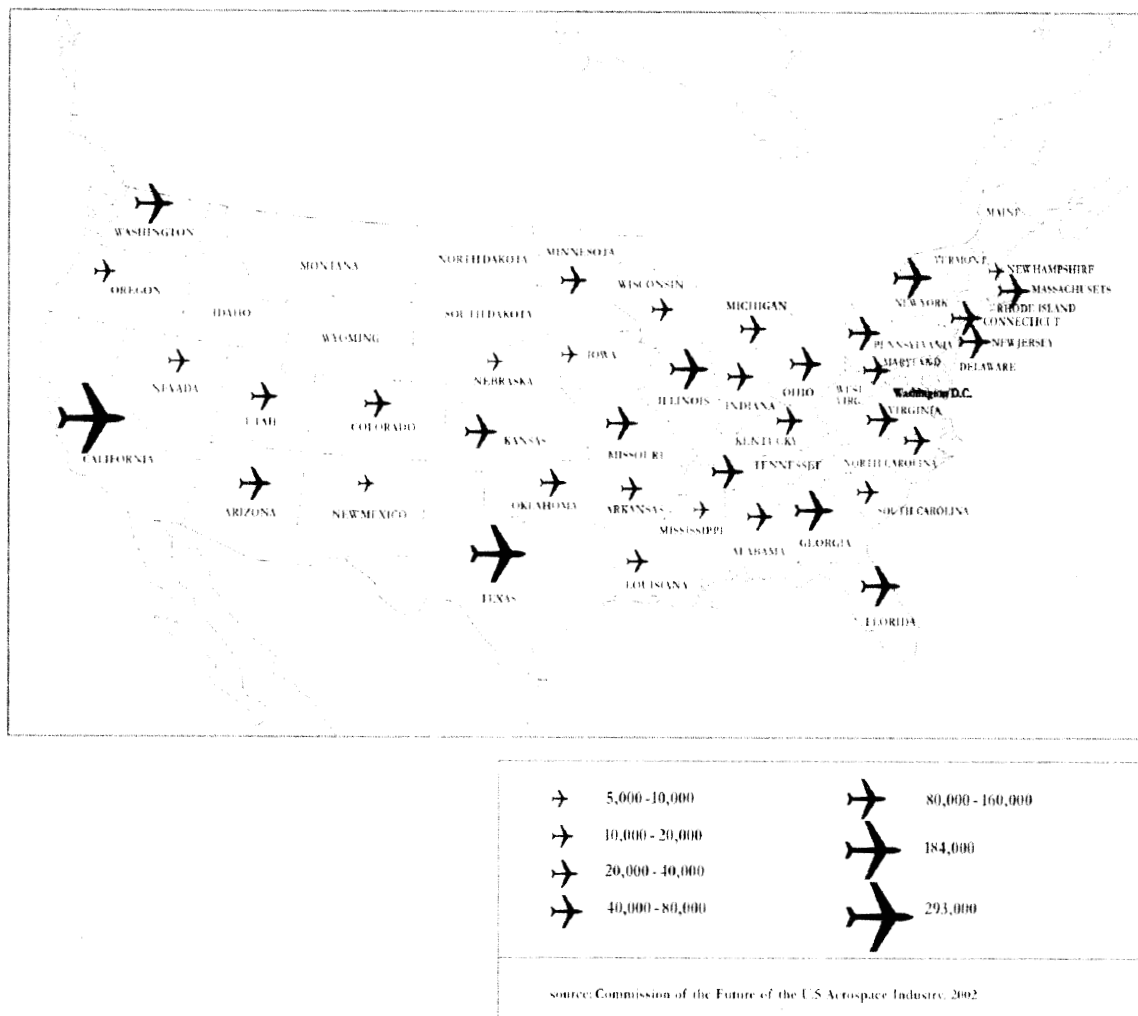 MAINE
WASHINGTON
MONTANA
NORTH DAKOTA
MINNESOTA
VERMONT
NEW HAMPSHIRE
OREGON
WISCONSIN
MASSACHUSETS
NEW YORK
RHODE ISLAND
IDAHO
SOUTH DAKOTA
MICHIGAN
CONNECTICUT
WYOMING
PENNSYLVANIA
NEW JERSEY
IOWA
MARYLAND
DELAWARE
NEVADA
NEBRASKA
ILLINOIS
INDIANA
OHIO
WEST
VIRG.
Washington D.C.
UTAH
COLORADO
VIRGINIA
KANSAS
MISSOURI
KENTUCKY
CALIFORNIA
TENNESSEE
NORTH CAROLINA
ARIZONA
NEW MEXICO
OKLAHOMA
ARKANSAS
MISSISSIPPI
SOUTH CAROLINA
ALABAMA
GEORGIA
TEXAS
LOUISIANA
FLORIDA
5,000 - 10,000
10,000 - 20,000
20,000 - 40,000
40,000 - 80,000
80,000 - 160,000
184,000
293,000
source: Commission of the Future of the US Aerospace Industry, 2002